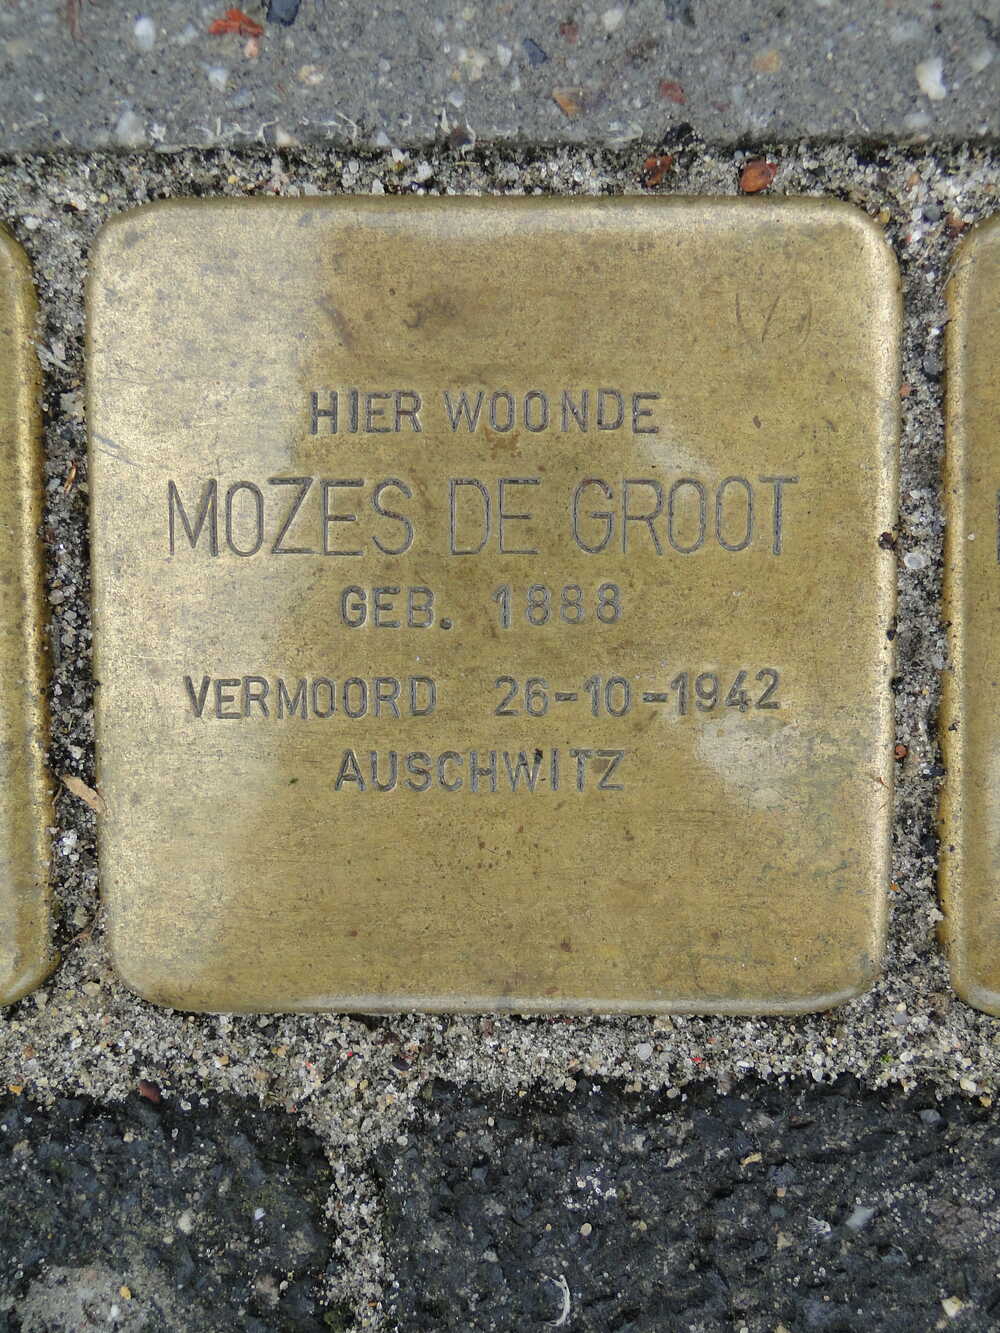 HIER WOONDE
MOZES DE GROOT
GEB. 1888
VERMOORD 26-10-1942
AUSCHWITZ